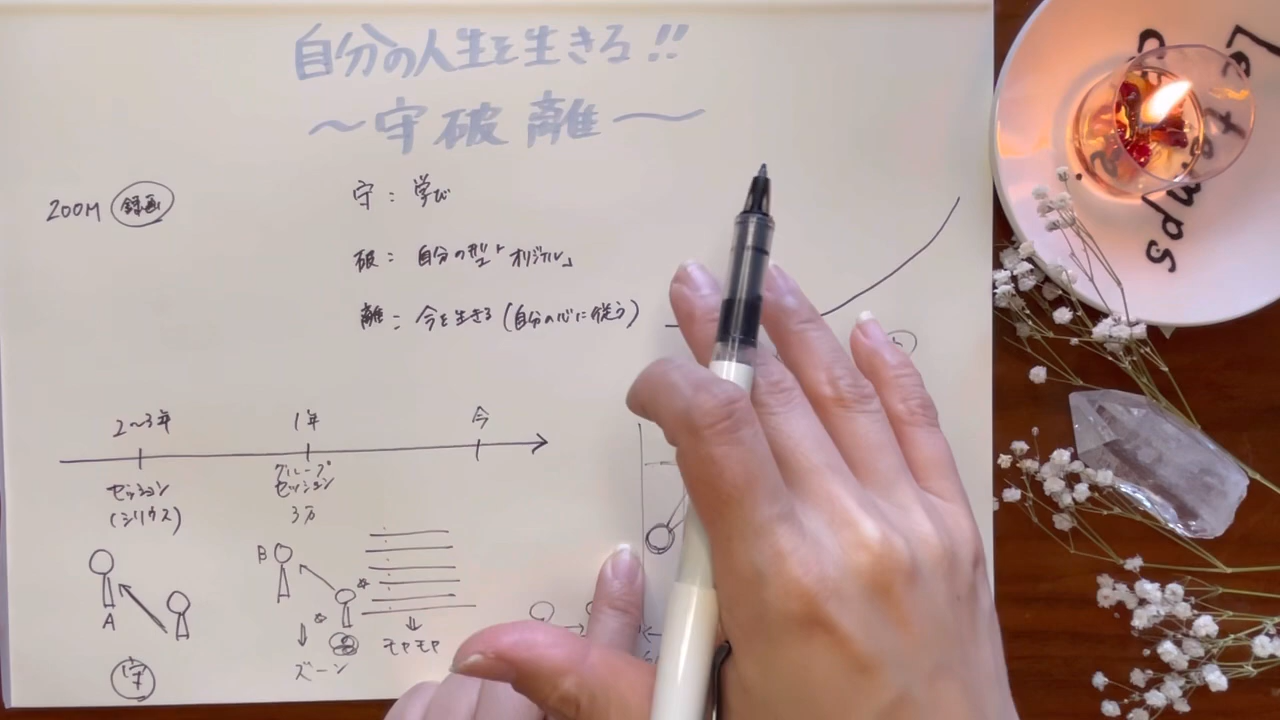 自分の人生を生きる!!
〜守破離〜
ZOOM 録画
守：学び
破：自分の型「オリジナル」
離：今を生きる（自分の心に従う）
2〜3年
1年
今
セッション
(シリウス)
グループ
セッション
3万
A
B
守
ズーン
モヤモヤ